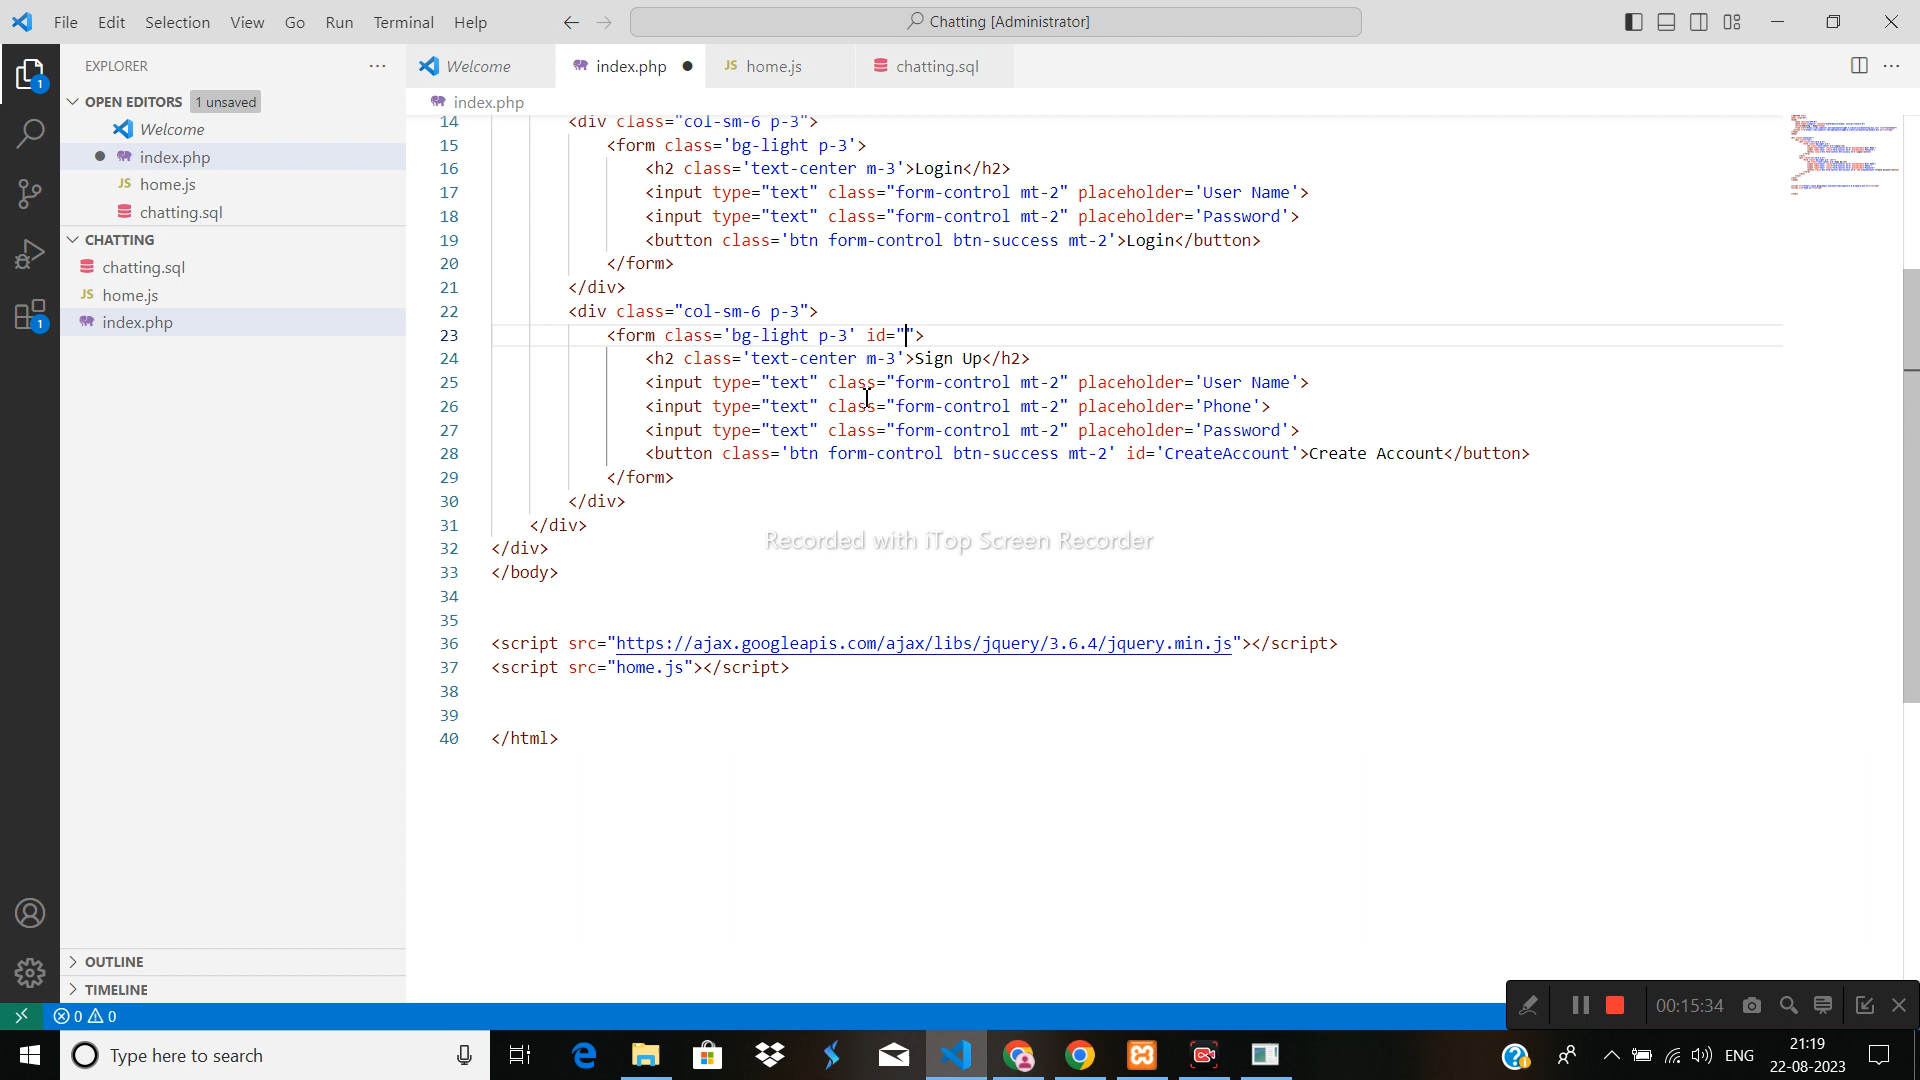 File Edit Selection View Go Run Terminal Help
Chatting [Administrator]
EXPLORER
OPEN EDITORS 1 unsaved
Welcome
index.php
JS home.js
chatting.sql
CHATTING
chatting.sql
JS home.js
index.php
OUTLINE
TIMELINE
1
1
Welcome index.php JS home.js chatting.sql
index.php
14 <div class="col-sm-6 p-3">
15 <form class='bg-light p-3'>
16 <h2 class='text-center m-3'>Login</h2>
17 <input type="text" class="form-control mt-2" placeholder='User Name'>
18 <input type="text" class="form-control mt-2" placeholder='Password'>
19 <button class='btn form-control btn-success mt-2'>Login</button>
20 </form>
21 </div>
22 <div class="col-sm-6 p-3">
23 <form class='bg-light p-3' id="">
24 <h2 class='text-center m-3'>Sign Up</h2>
25 <input type="text" class="form-control mt-2" placeholder='User Name'>
26 <input type="text" class="form-control mt-2" placeholder='Phone'>
27 <input type="text" class="form-control mt-2" placeholder='Password'>
28 <button class='btn form-control btn-success mt-2' id='CreateAccount'>Create Account</button>
29 </form>
30 </div>
31 </div>
32 </div>
33 </body>
34
35
36 <script src="https://ajax.googleapis.com/ajax/libs/jquery/3.6.4/jquery.min.js"></script>
37 <script src="home.js"></script>
38
39
40 </html>
Recorded with iTop Screen Recorder
00:15:34
0 0
Type here to search
ENG
21:19
22-08-2023